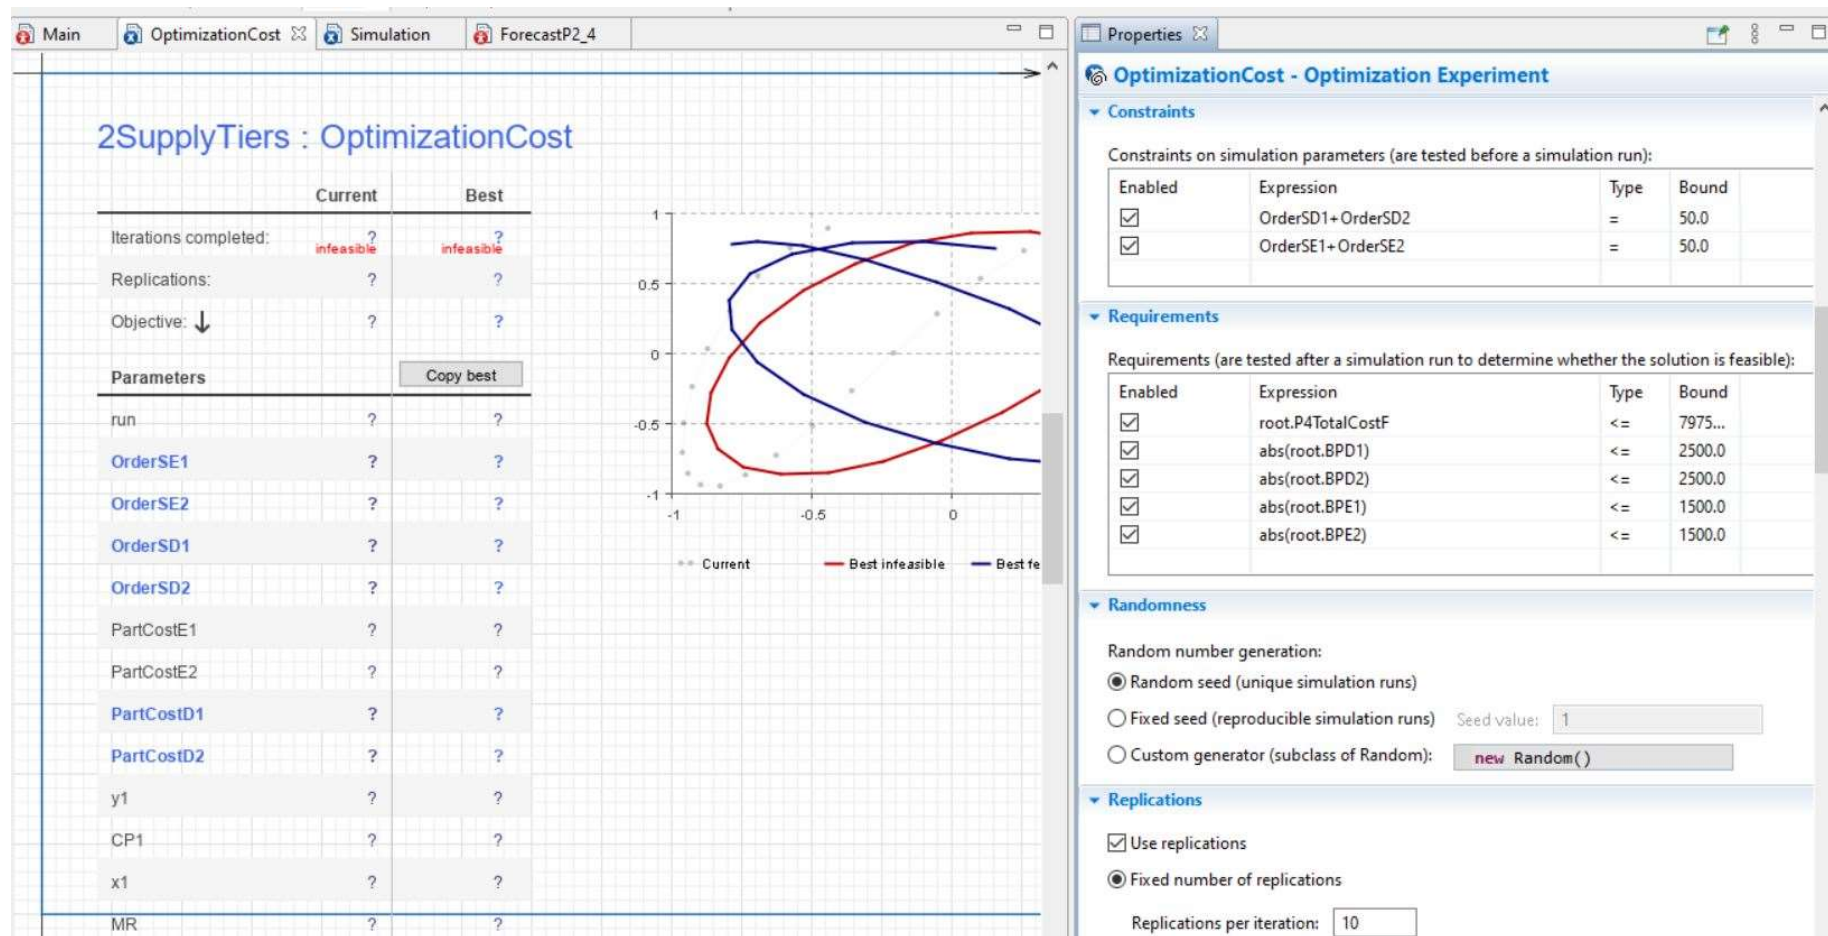 Main
OptimizationCost
Simulation
ForecastP2_4
2SupplyTiers : OptimizationCost
Current Best
Iterations completed: ? ?
infeasible infeasible
Replications: ? ?
Objective: ? ?
Parameters Copy best
run ? ?
OrderSE1 ? ?
OrderSE2 ? ?
OrderSD1 ? ?
OrderSD2 ? ?
PartCostE1 ? ?
PartCostE2 ? ?
PartCostD1 ? ?
PartCostD2 ? ?
y1 ? ?
CP1 ? ?
x1 ? ?
MR ? ?
1
0.5
0
-0.5
-1
-1 -0.5 0
Current Best infeasible Best fe
Properties
OptimizationCost - Optimization Experiment
Constraints
Constraints on simulation parameters (are tested before a simulation run):
Enabled Expression Type Bound
OrderSD1+OrderSD2 = 50.0
OrderSE1+OrderSE2 = 50.0
Requirements
Requirements (are tested after a simulation run to determine whether the solution is feasible):
Enabled Expression Type Bound
root.P4TotalCostF <= 7975...
abs(root.BPD1) <= 2500.0
abs(root.BPD2) <= 2500.0
abs(root.BPE1) <= 1500.0
abs(root.BPE2) <= 1500.0
Randomness
Random number generation:
Random seed (unique simulation runs)
Fixed seed (reproducible simulation runs) Seed value: 1
Custom generator (subclass of Random): new Random()
Replications
Use replications
Fixed number of replications
Replications per iteration: 10